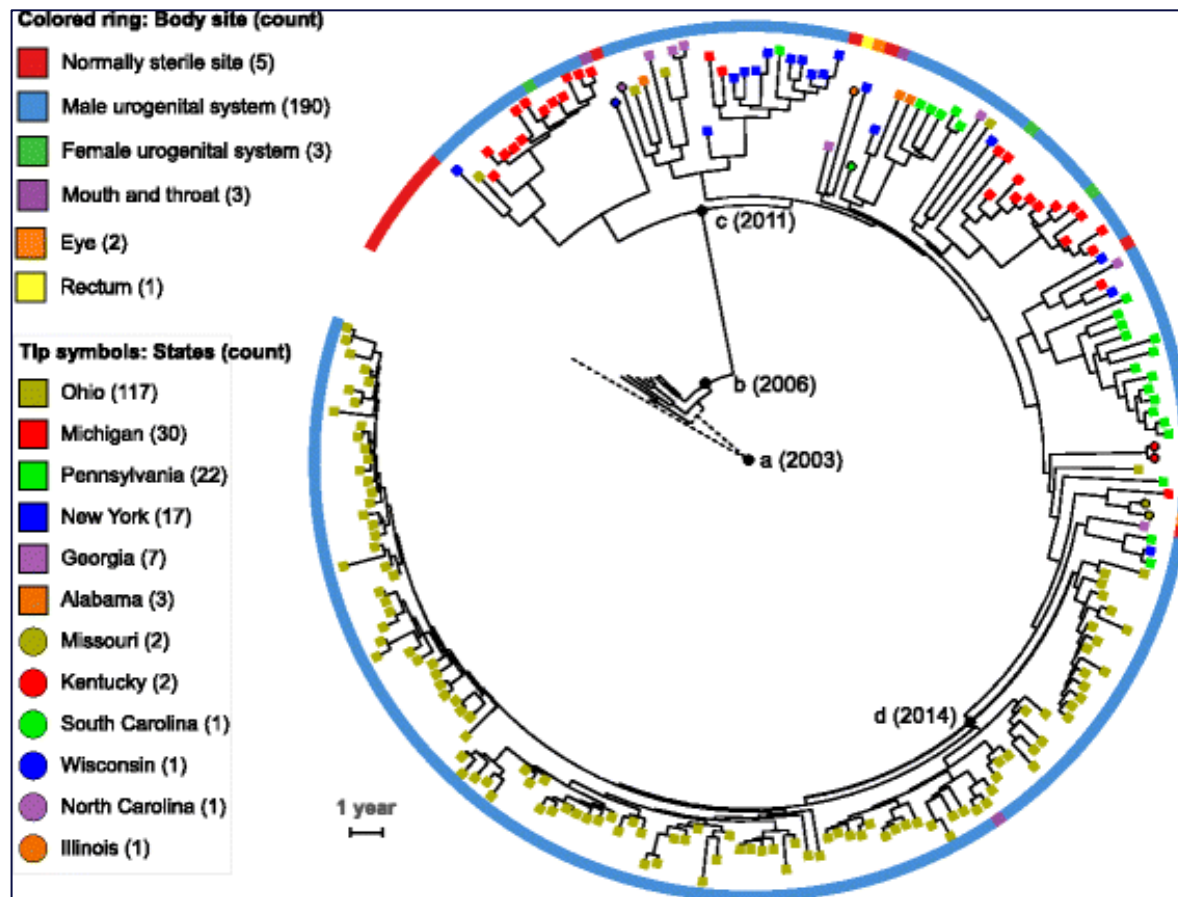 Colored ring: Body site (count)
Normally sterile site (5)
Male urogenital system (190)
Female urogenital system (3)
Mouth and throat (3)
Eye (2)
Rectum (1)
Tip symbols: States (count)
Ohio (117)
Michigan (30)
Pennsylvania (22)
New York (17)
Georgia (7)
Alabama (3)
Missouri (2)
Kentucky (2)
South Carolina (1)
Wisconsin (1)
North Carolina (1)
Illinois (1)
c (2011)
b (2006)
a (2003)
d (2014)
1 year